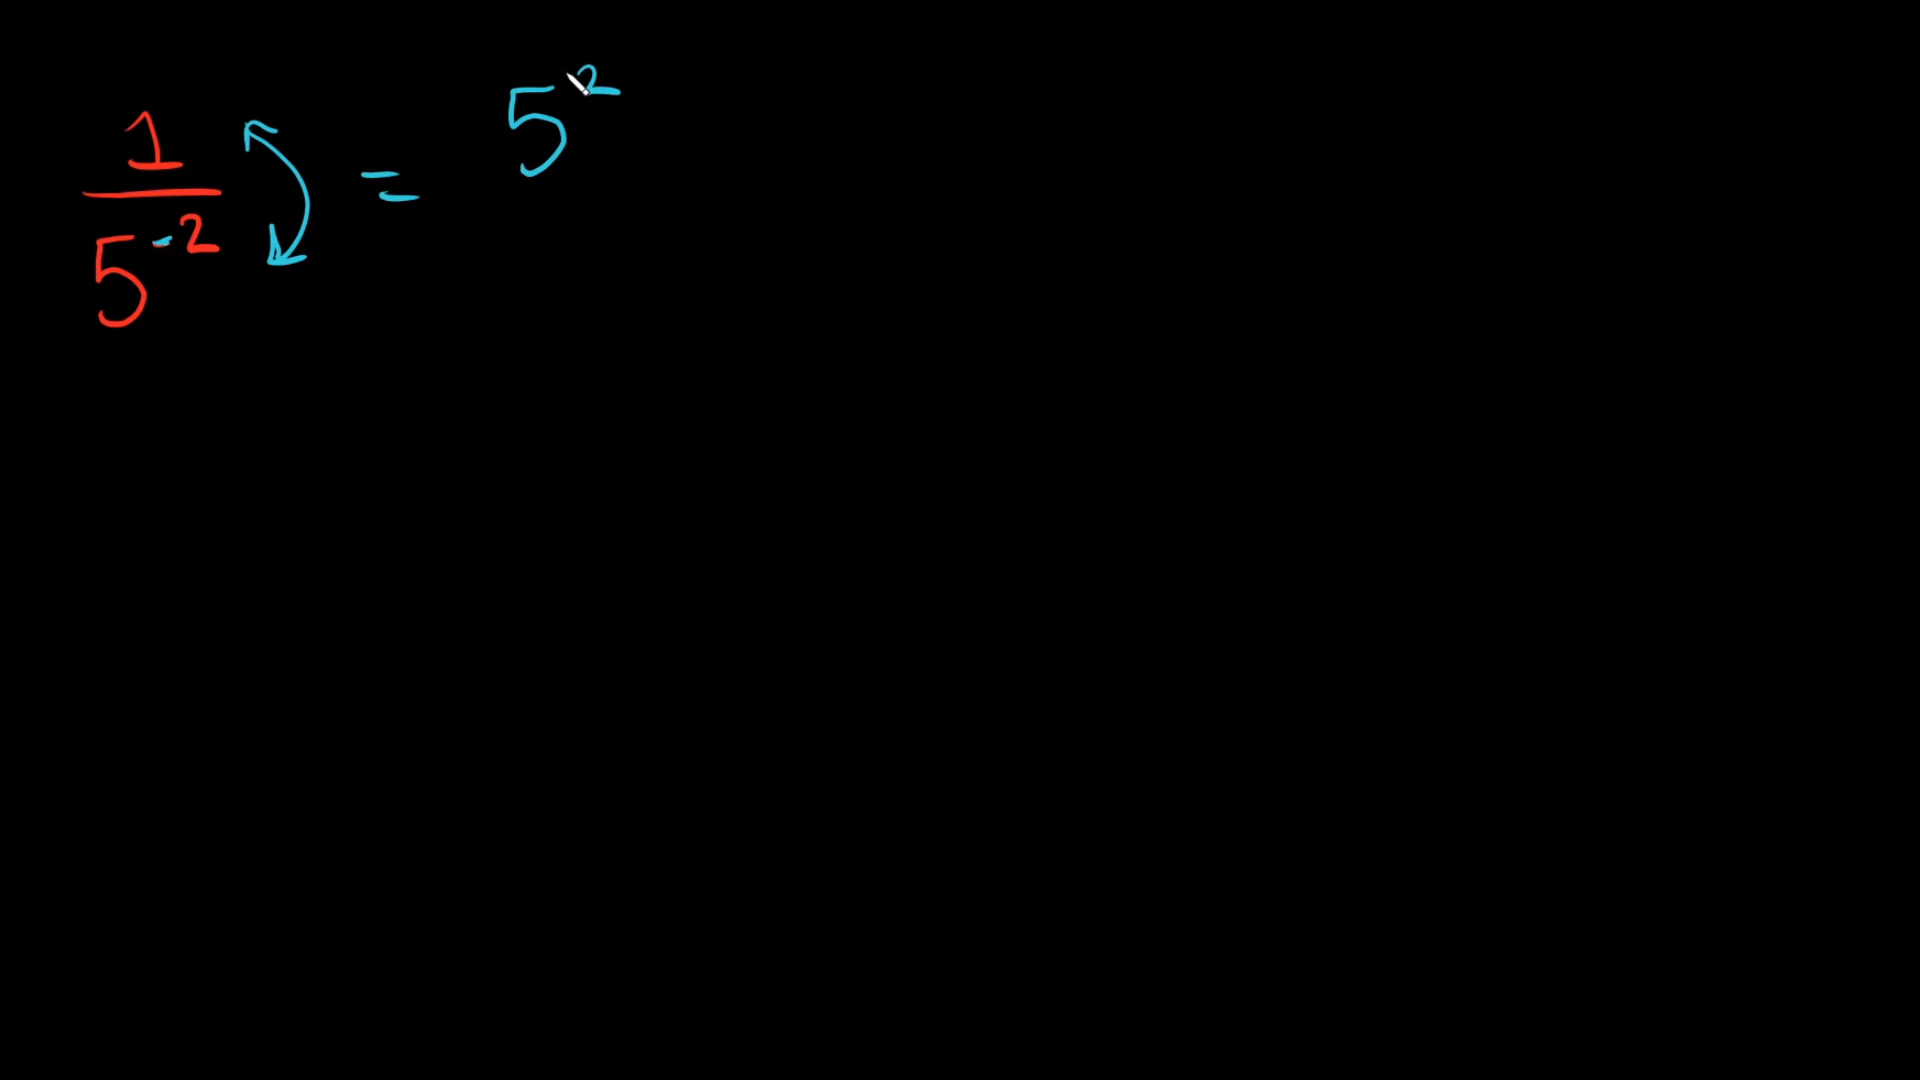 1/5⁻² = 5²